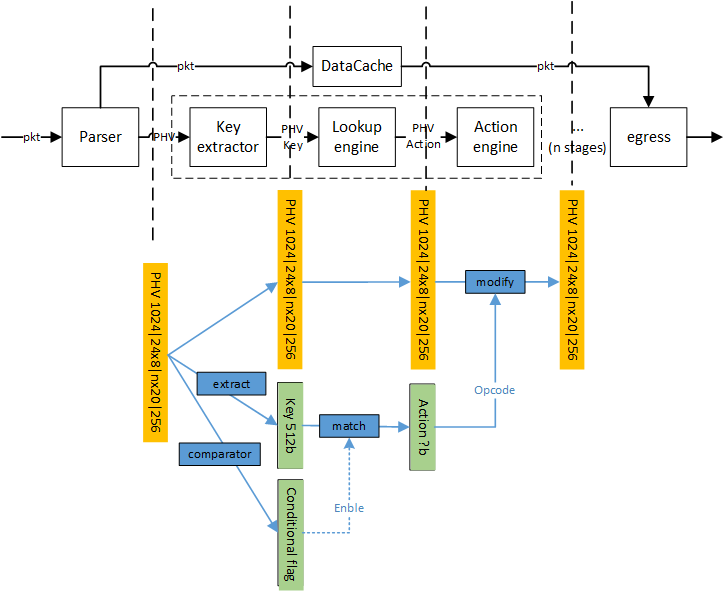 pkt
DataCache
pkt
pkt
Parser
PHV
Key
extractor
PHV
Key
Lookup
engine
PHV
Action
Action
engine
...
(n stages)
egress
PHV 1024|24x8|nx20|256
PHV 1024|24x8|nx20|256
PHV 1024|24x8|nx20|256
PHV 1024|24x8|nx20|256
modify
extract
Key 512b
match
Action ?b
Opcode
comparator
Conditional flag
Enble